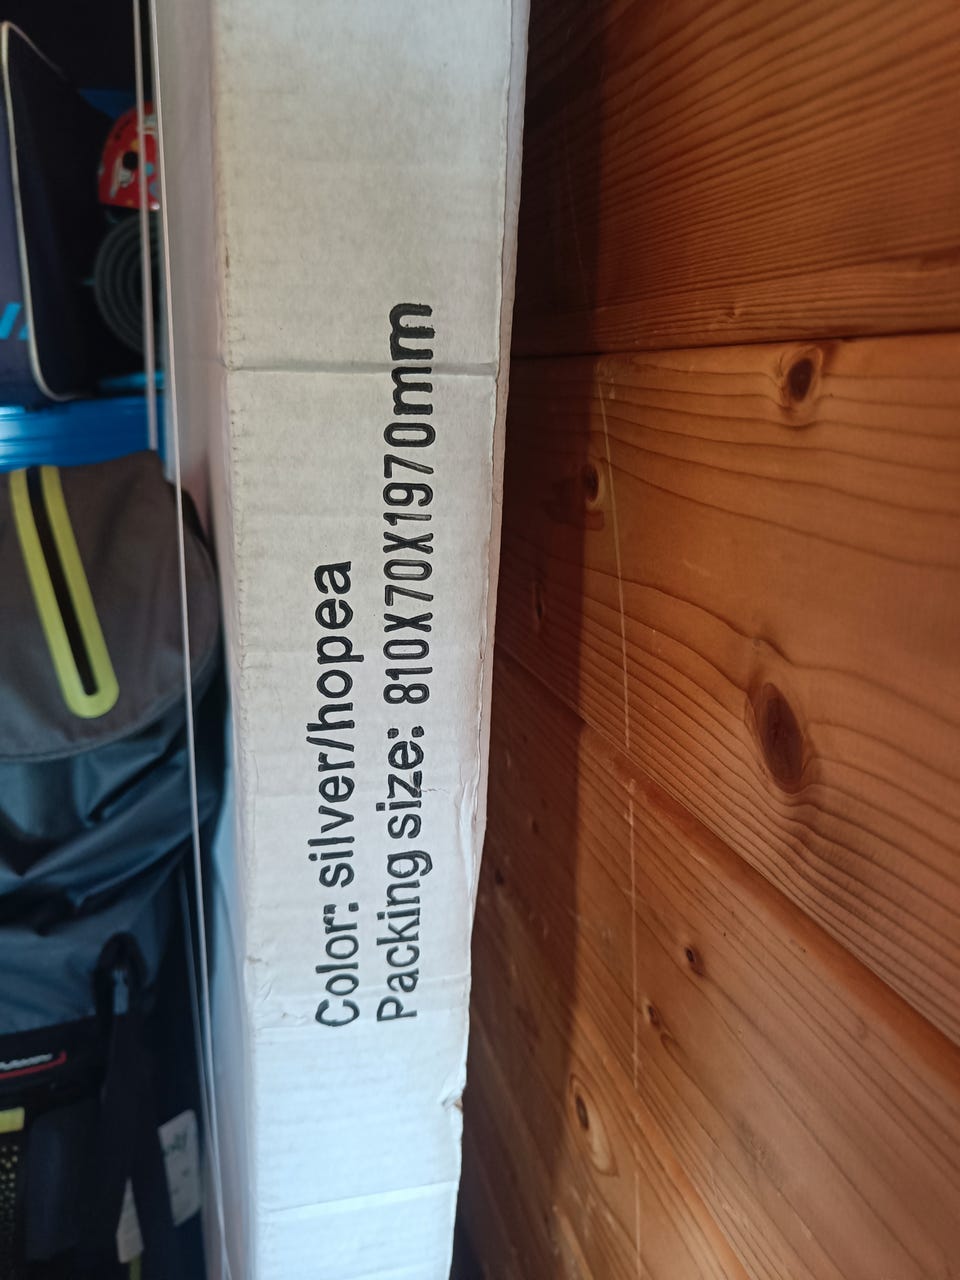 Color: silver/hopea
Packing size: 810X70X1970mm